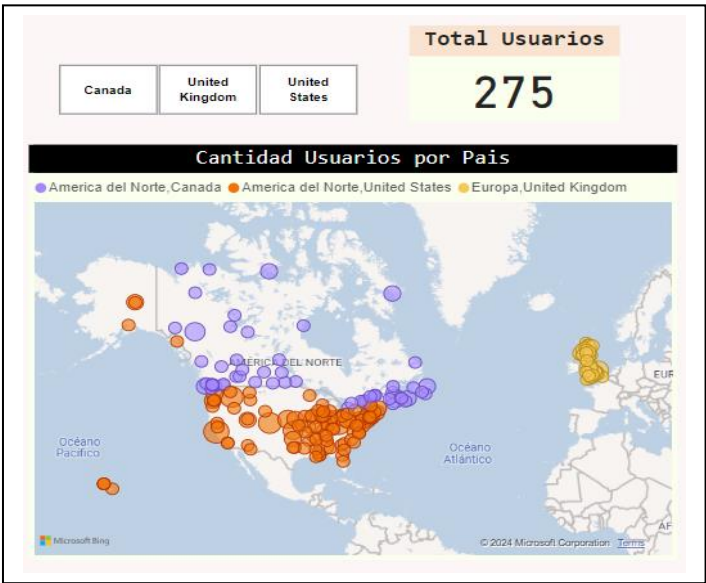 Total Usuarios
Canada
United
Kingdom
United
States
275
Cantidad Usuarios por Pais
America del Norte,Canada America del Norte,United States Europa,United Kingdom
AMÉRICA DEL NORTE
EUR
Océano
Pacífico
Océano
Atlántico
AF
Microsoft Bing
© 2024 Microsoft Corporation Terms